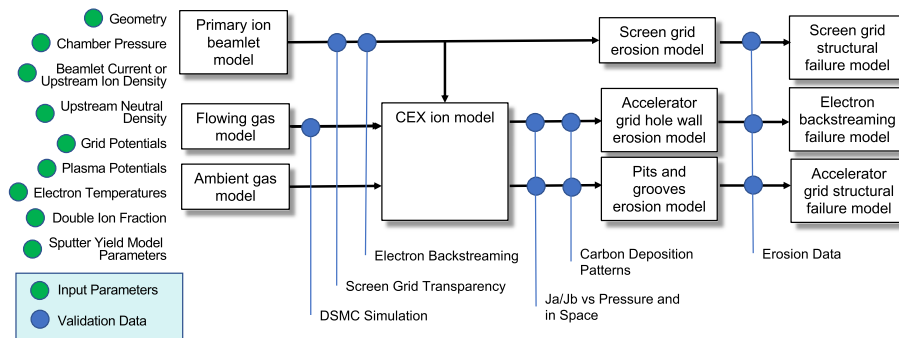 Geometry
Chamber Pressure
Beamlet Current or
Upstream Ion Density
Upstream Neutral
Density
Grid Potentials
Plasma Potentials
Electron Temperatures
Double Ion Fraction
Sputter Yield Model
Parameters
Input Parameters
Validation Data
Primary ion
beamlet
model
Flowing gas
model
Ambient gas
model
CEX ion model
Screen grid
erosion model
Accelerator
grid hole wall
erosion model
Pits and
grooves
erosion model
Screen grid
structural
failure model
Electron
backstreaming
failure model
Accelerator
grid structural
failure model
Electron Backstreaming
Screen Grid Transparency
DSMC Simulation
Carbon Deposition
Patterns
Ja/Jb vs Pressure and
in Space
Erosion Data